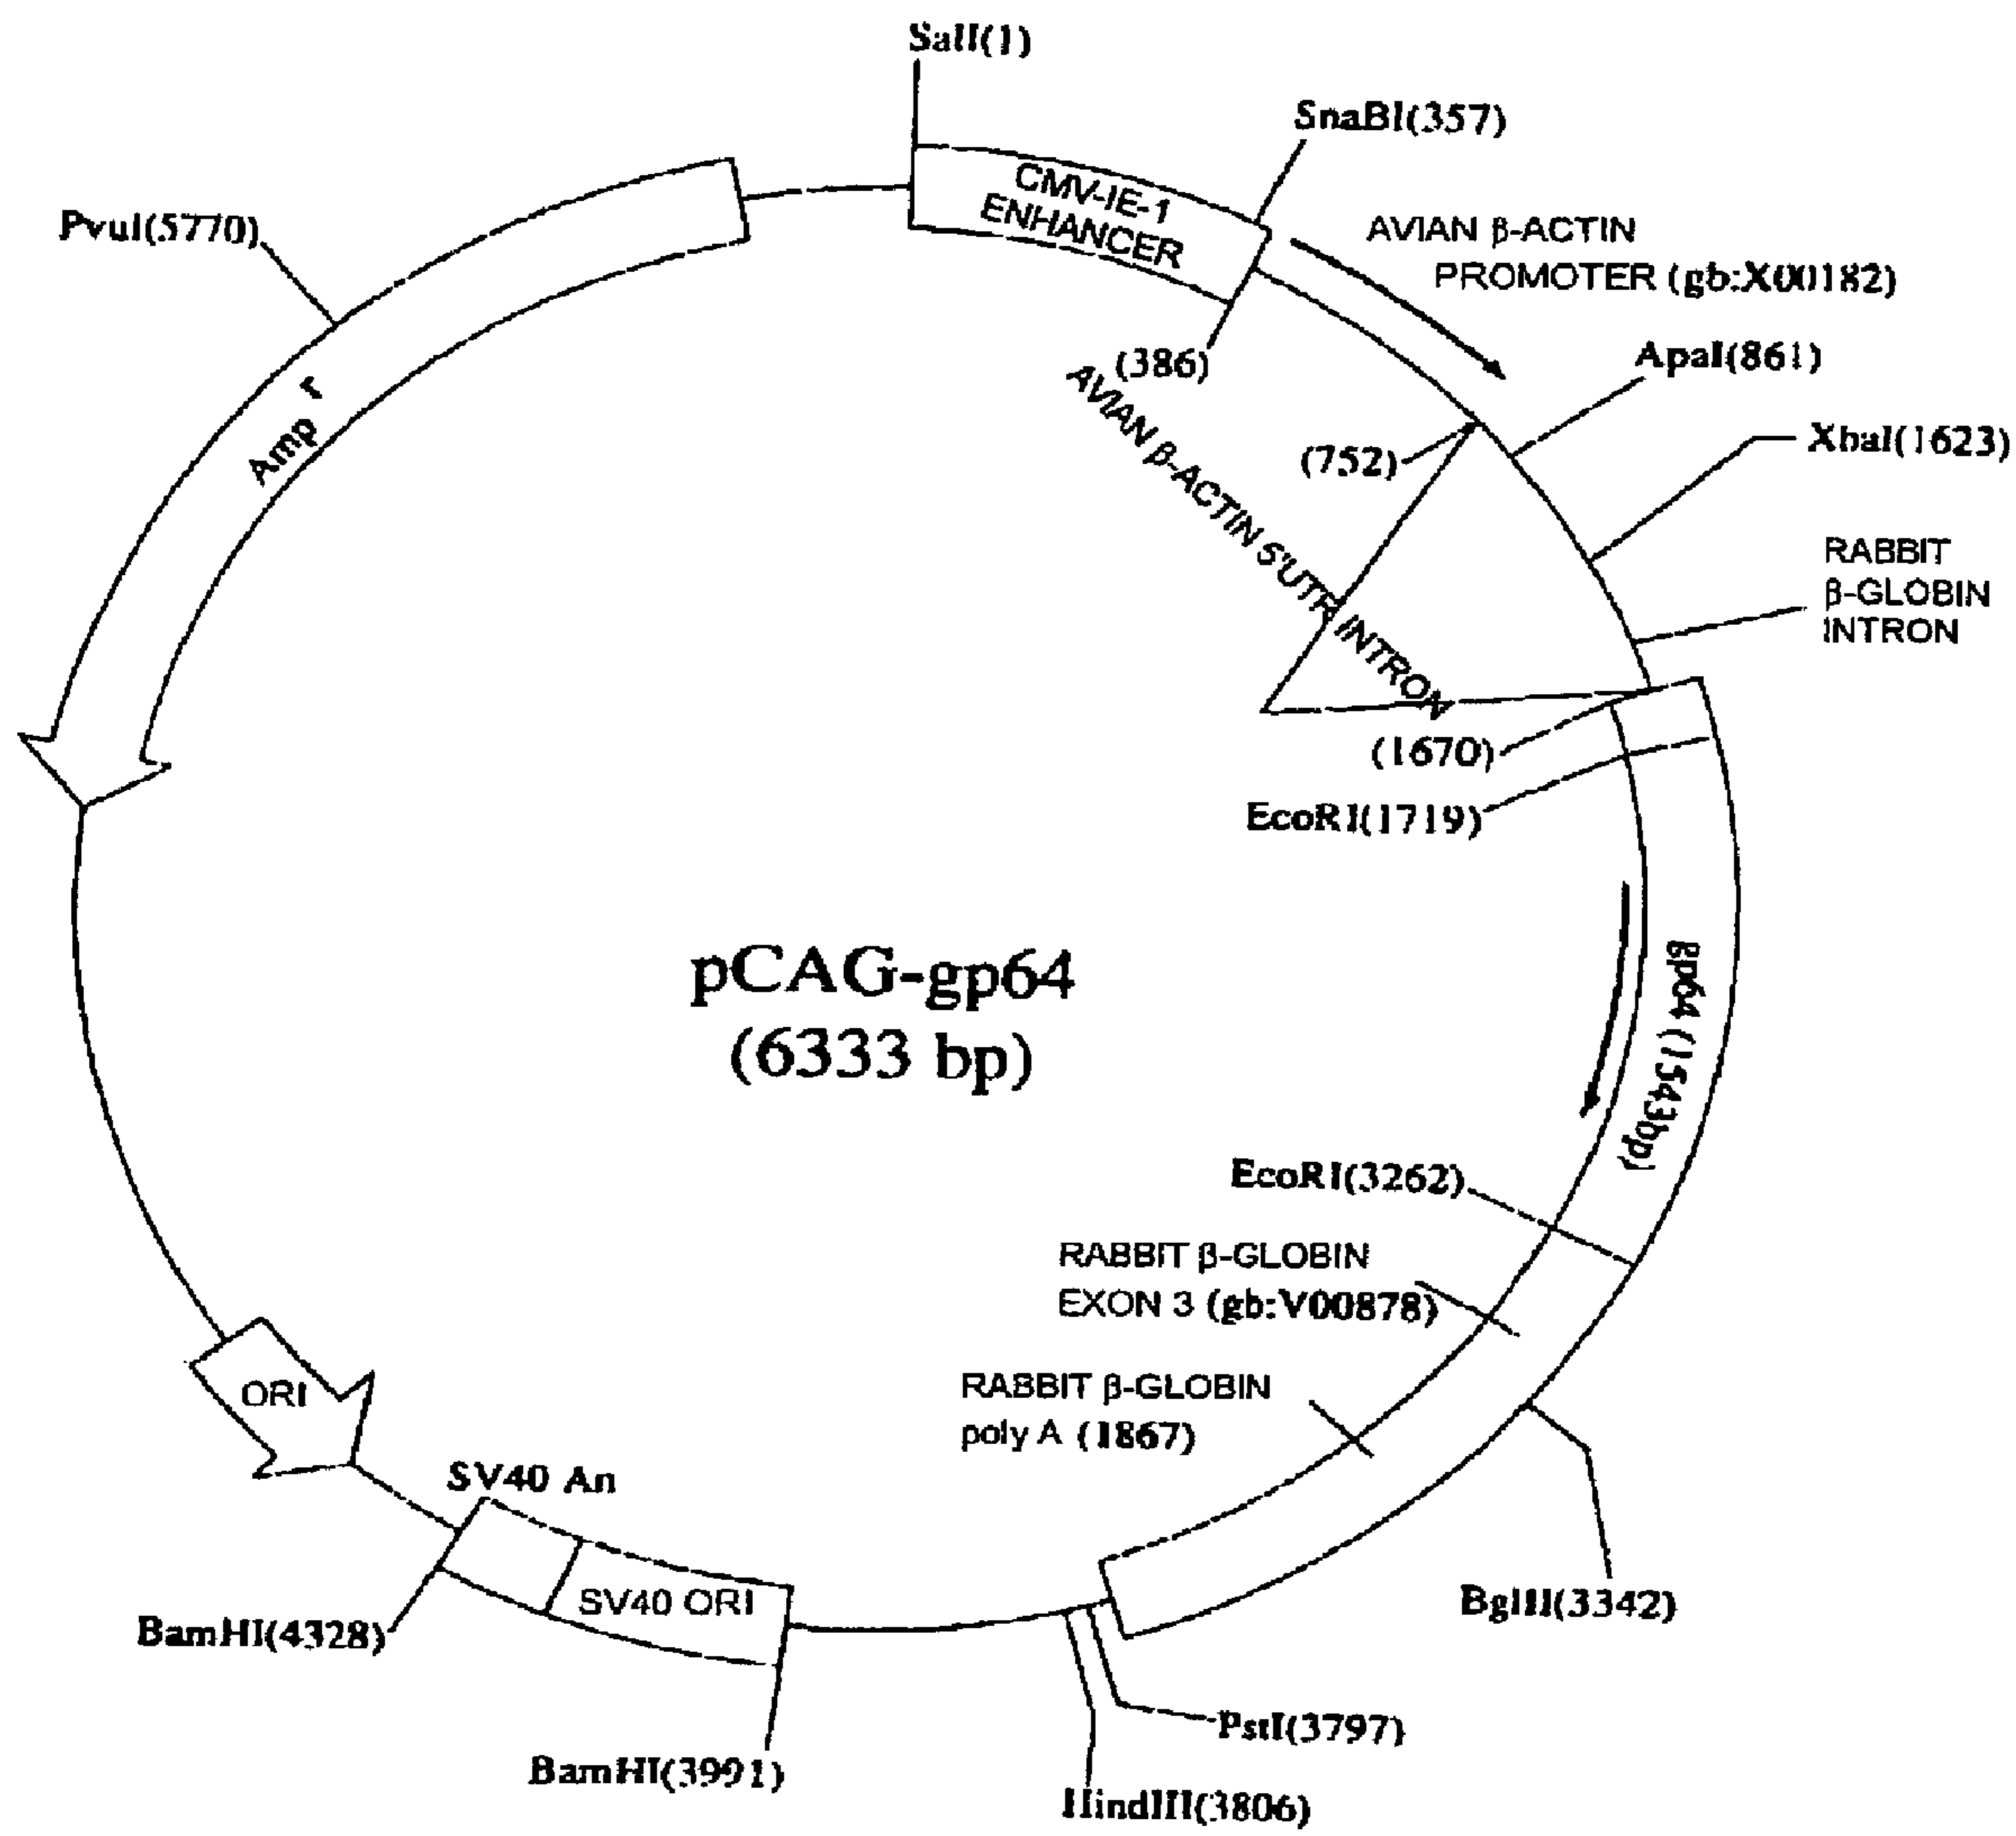 SalI(1)
SnaBI(357)
CMV-IE-1
ENHANCER
AVIAN β-ACTIN
PROMOTER (gb:X00182)
PvuI(5770)
(386)
ApaI(861)
AVIAN β-ACTIN 5'UTR INTRON
(752)
XbaI(1623)
Amp r
RABBIT
β-GLOBIN
INTRON
(1670)
EcoRI(1719)
pCAG-gp64
(6333 bp)
gp64 (1543bp)
EcoRI(3262)
RABBIT β-GLOBIN
EXON 3 (gb:V00878)
RABBIT β-GLOBIN
poly A (1867)
ORI
SV40 An
SV40 ORI
BglII(3342)
BamHI(4328)
PstI(3797)
BamHI(3991)
HindIII(3806)